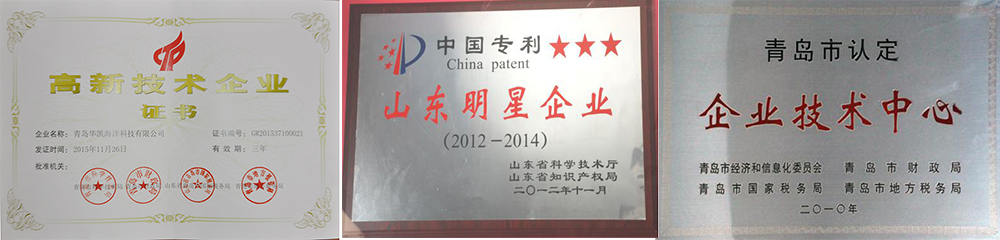 高新技术企业
证书
企业名称：青岛华凯海洋科技有限公司
证书编号：GR201537100021
发证时间：2015年11月26日
有效期：三年
批准机关：
中国专利★★★
China patent
山东明星企业
(2012－2014)
山东省科学技术厅
山东省知识产权局
二〇一二年十一月
青岛市认定
企业技术中心
青岛市经济和信息化委员会 青岛市财政局
青岛市国家税务局 青岛市地方税务局
二〇一〇年